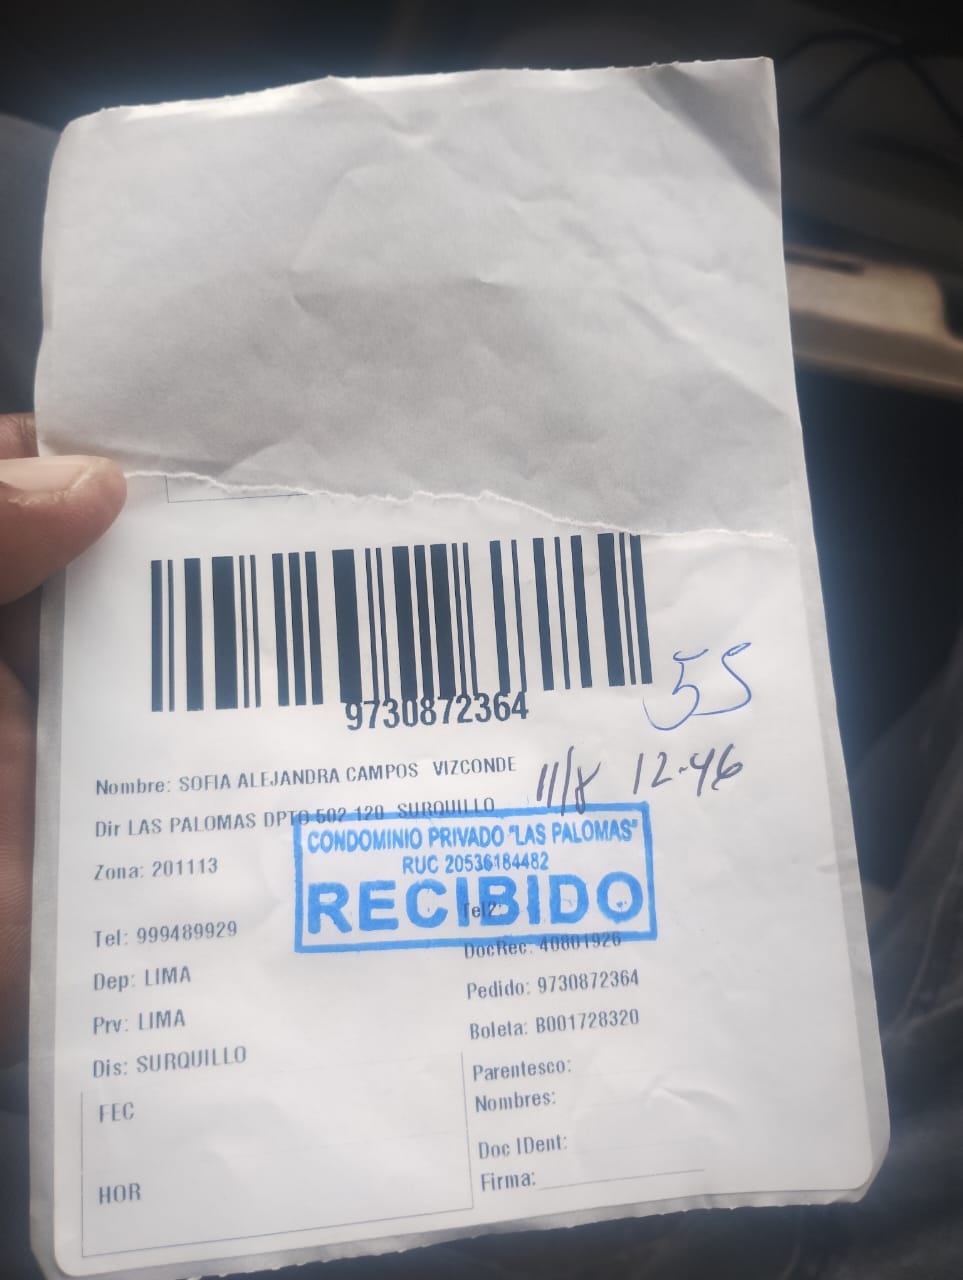 9730872364
55
Nombre: SOFIA ALEJANDRA CAMPOS VIZCONDE
11/8 12-46
Dir LAS PALOMAS DPTO 502 120 SURQUILLO
CONDOMINIO PRIVADO "LAS PALOMAS"
RUC 20536184482
RECIBIDO
Zona: 201113
Tel: 999489929
Tel2:
Dep: LIMA
DocRec: 40801926
Prv: LIMA
Pedido: 9730872364
Dis: SURQUILLO
Boleta: B001728320
FEC
Parentesco:
Nombres:
HOR
Doc IDent:
Firma: